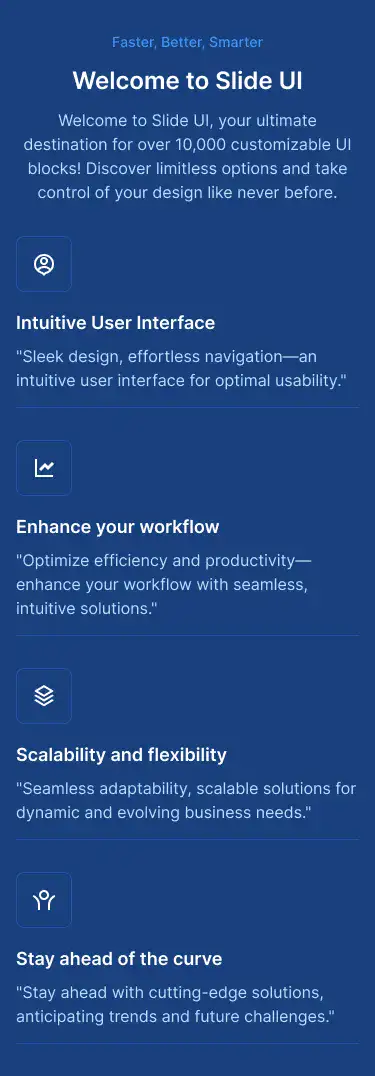 Faster, Better, Smarter
Welcome to Slide UI
Welcome to Slide UI, your ultimate
destination for over 10,000 customizable UI
blocks! Discover limitless options and take
control of your design like never before.
Intuitive User Interface
"Sleek design, effortless navigation—an
intuitive user interface for optimal usability."
Enhance your workflow
"Optimize efficiency and productivity—
enhance your workflow with seamless,
intuitive solutions."
Scalability and flexibility
"Seamless adaptability, scalable solutions for
dynamic and evolving business needs."
Stay ahead of the curve
"Stay ahead with cutting-edge solutions,
anticipating trends and future challenges."